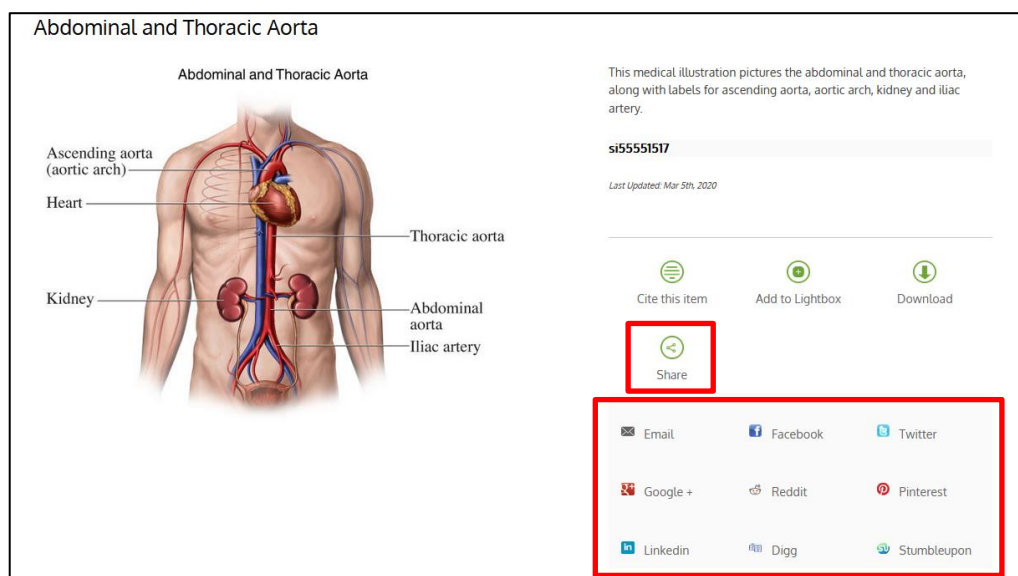 Abdominal and Thoracic Aorta
Abdominal and Thoracic Aorta
Ascending aorta
(aortic arch)
Heart
Kidney
Thoracic aorta
Abdominal
aorta
Iliac artery
This medical illustration pictures the abdominal and thoracic aorta,
along with labels for ascending aorta, aortic arch, kidney and iliac
artery.
si55551517
Last Updated: Mar 5th, 2020
Cite this item
Add to Lightbox
Download
Share
Email
Facebook
Twitter
Google +
Reddit
Pinterest
Linkedin
Digg
Stumbleupon